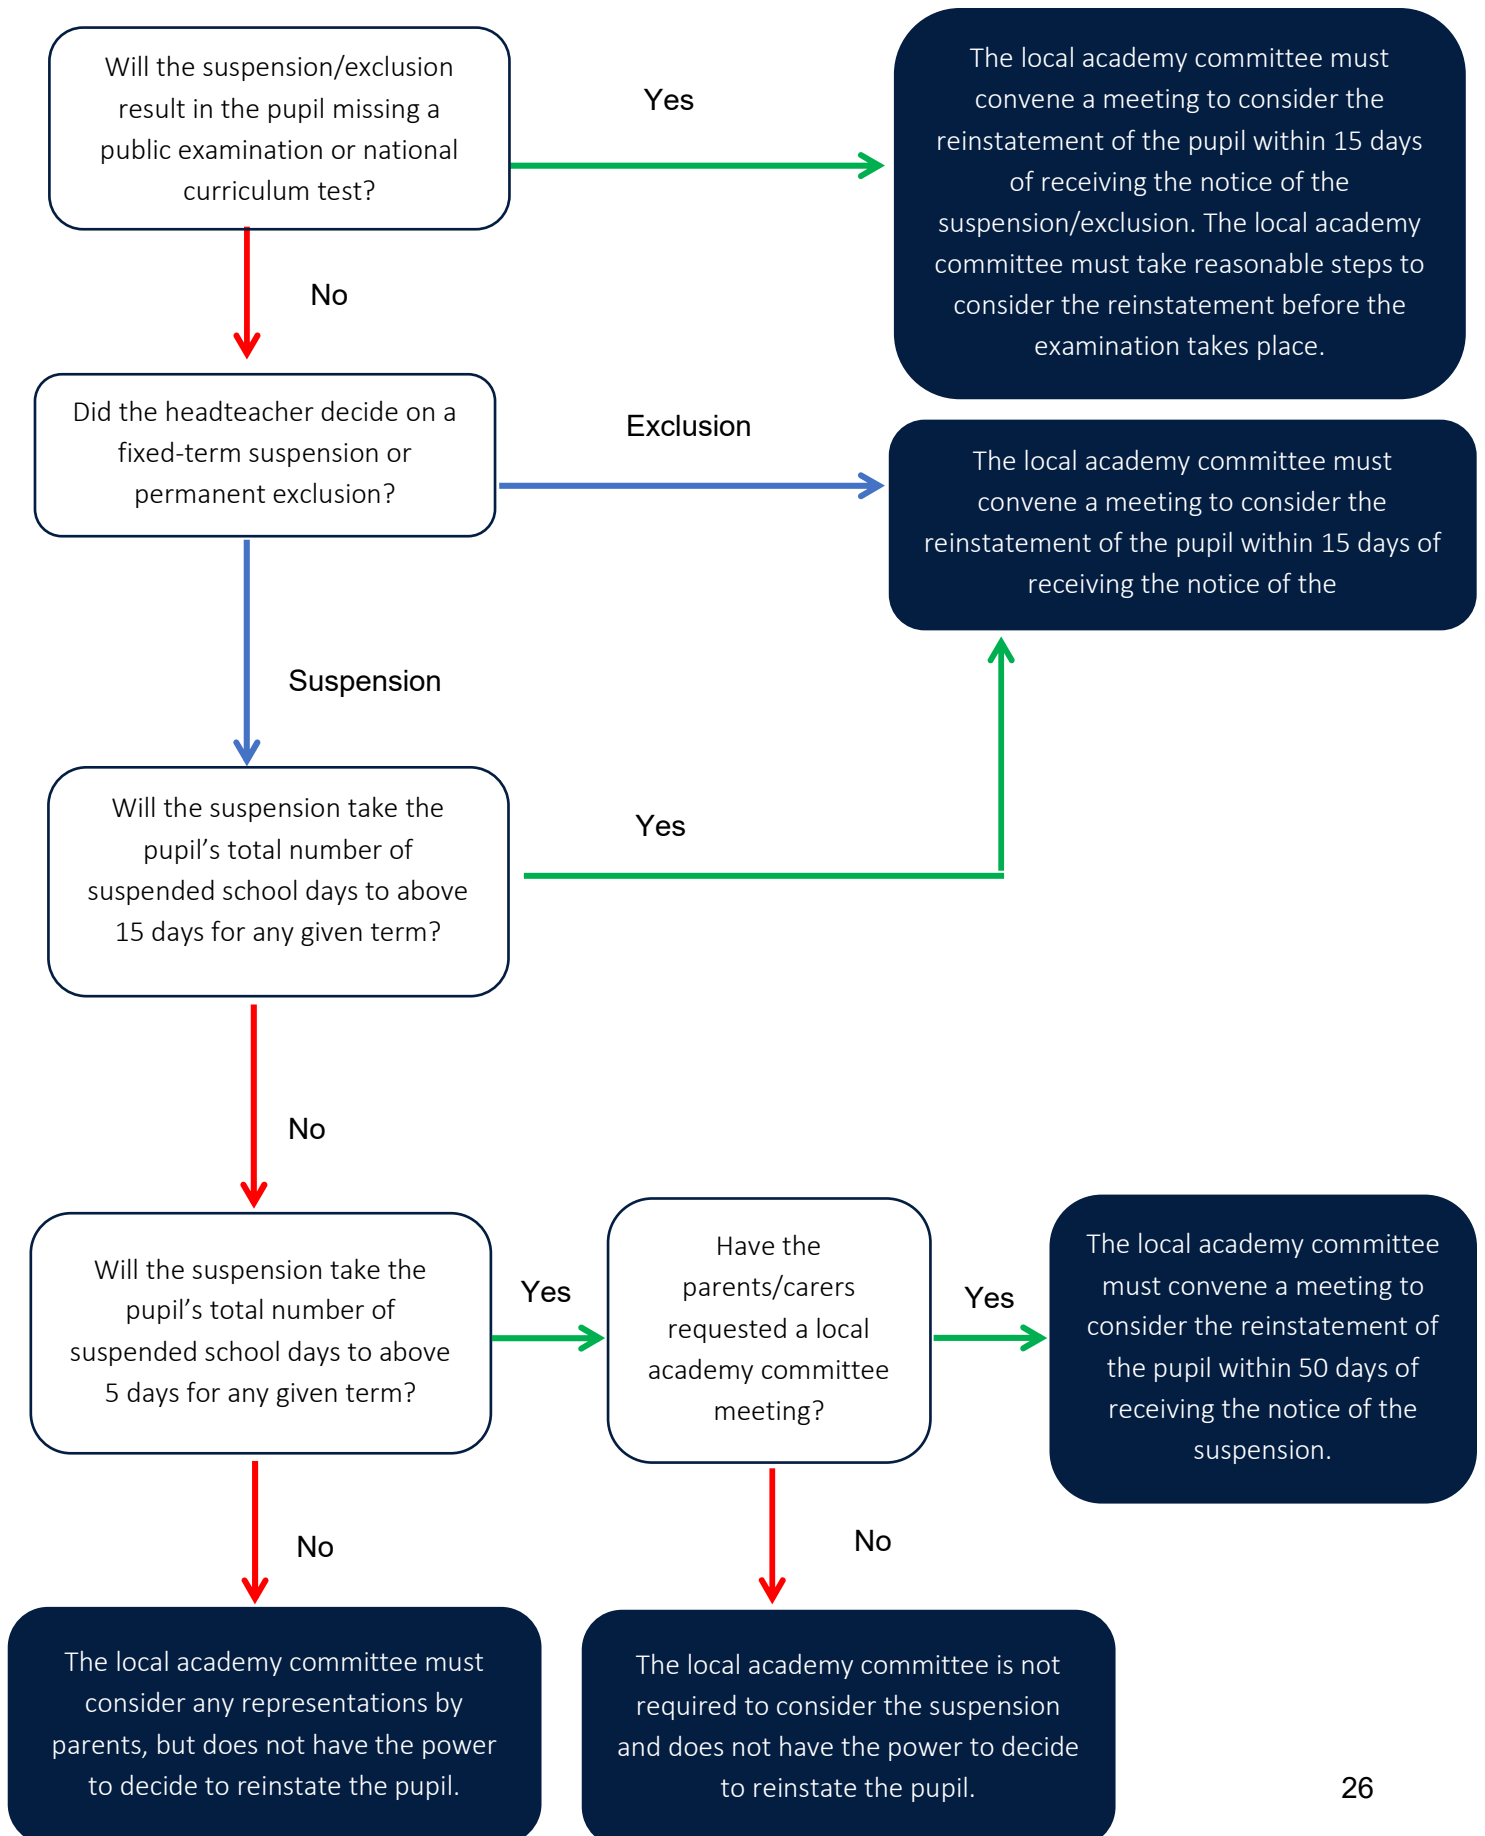 Will the suspension/exclusion
result in the pupil missing a
public examination or national
curriculum test?
Yes
The local academy committee must
convene a meeting to consider the
reinstatement of the pupil within 15 days
of receiving the notice of the
suspension/exclusion. The local academy
committee must take reasonable steps to
consider the reinstatement before the
examination takes place.
No
Did the headteacher decide on a
fixed-term suspension or
permanent exclusion?
Exclusion
The local academy committee must
convene a meeting to consider the
reinstatement of the pupil within 15 days of
receiving the notice of the
Suspension
Will the suspension take the
pupil’s total number of
suspended school days to above
15 days for any given term?
Yes
No
Will the suspension take the
pupil’s total number of
suspended school days to above
5 days for any given term?
Yes
Have the
parents/carers
requested a local
academy committee
meeting?
Yes
The local academy committee
must convene a meeting to
consider the reinstatement of
the pupil within 50 days of
receiving the notice of the
suspension.
No
No
The local academy committee must
consider any representations by
parents, but does not have the power
to decide to reinstate the pupil.
The local academy committee is not
required to consider the suspension
and does not have the power to decide
to reinstate the pupil.
26